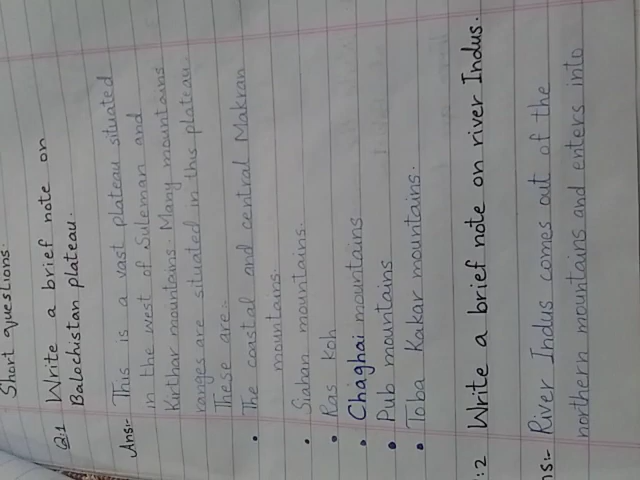 Short questions.
Q:1 Write a brief note on
Balochistan plateau.
Ans:- This is a vast plateau situated
in the west of Suleman and
Kirthar mountains. Many mountains
ranges are situated in this plateau.
These are:-
• The coastal and central Makran
mountains.
• Siahan mountains.
• Ras Koh
• Chaghai mountains
• Pub mountains
• Toba Kakar mountains.
:2 Write a brief note on river Indus.
ns:- River Indus comes out of the
northern mountains and enters into